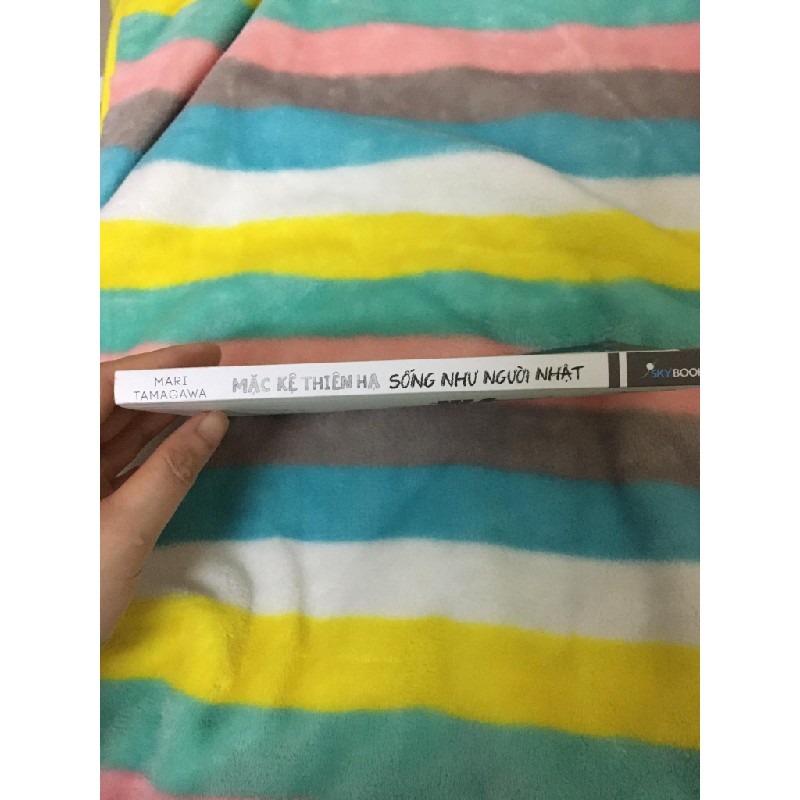 MARI
TAMAGAWA
MẶC KỆ THIÊN HẠ SỐNG NHƯ NGƯỜI NHẬT
SKYBOOK